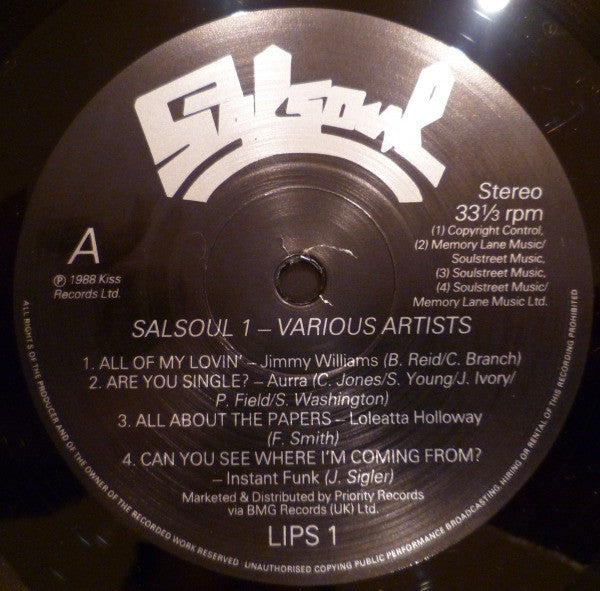 Salsoul
Stereo
33⅓ rpm
(1) Copyright Control,
(2) Memory Lane Music/
Soulstreet Music,
(3) Soulstreet Music,
(4) Soulstreet Music/
Memory Lane Music Ltd.
A
℗ 1988 Kiss
Records Ltd.
SALSOUL 1 – VARIOUS ARTISTS
1. ALL OF MY LOVIN' – Jimmy Williams (B. Reid/C. Branch)
2. ARE YOU SINGLE? – Aurra (C. Jones/S. Young/J. Ivory/
P. Field/S. Washington)
3. ALL ABOUT THE PAPERS – Loleatta Holloway
(F. Smith)
4. CAN YOU SEE WHERE I'M COMING FROM?
– Instant Funk (J. Sigler)
Marketed & Distributed by Priority Records
via BMG Records (UK) Ltd.
LIPS 1
ALL RIGHTS OF THE PRODUCER AND OF THE OWNER OF THE RECORDED WORK RESERVED UNAUTHORISED COPYING PUBLIC PERFORMANCE BROADCASTING, HIRING OR RENTAL OF THIS RECORDING PROHIBITED